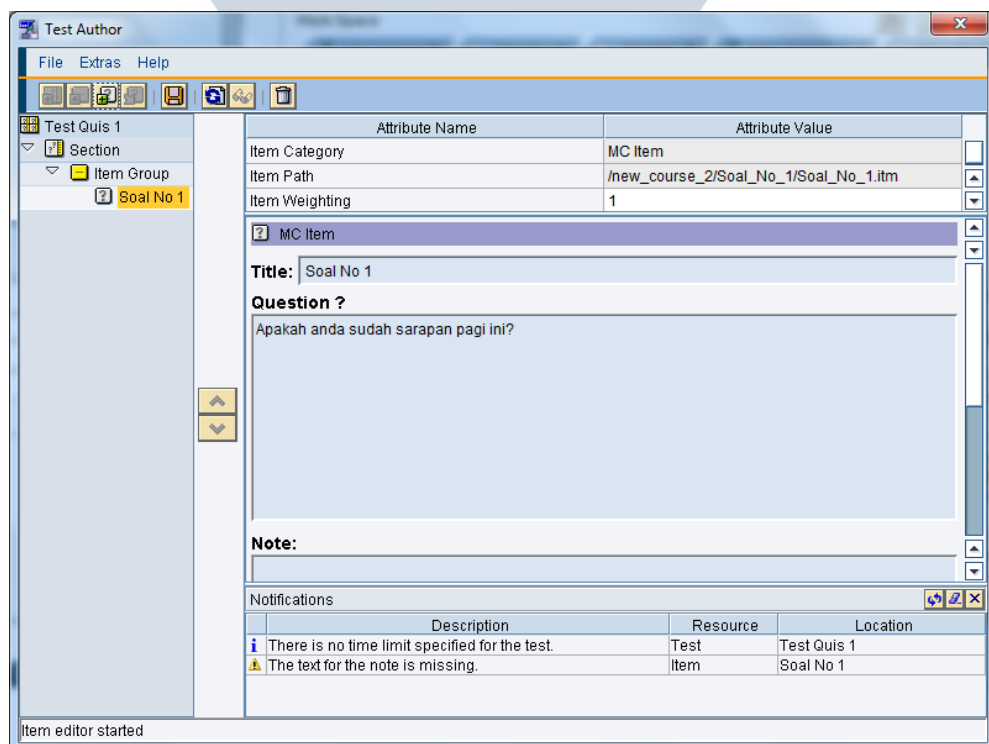 Test Author
File Extras Help
Test Quis 1
Section
Item Group
Soal No 1
Attribute Name Attribute Value
Item Category MC Item
Item Path /new_course_2/Soal_No_1/Soal_No_1.itm
Item Weighting 1
MC Item
Title: Soal No 1
Question ?
Apakah anda sudah sarapan pagi ini?
Note:
Notifications
Description Resource Location
There is no time limit specified for the test. Test Test Quis 1
The text for the note is missing. Item Soal No 1
Item editor started